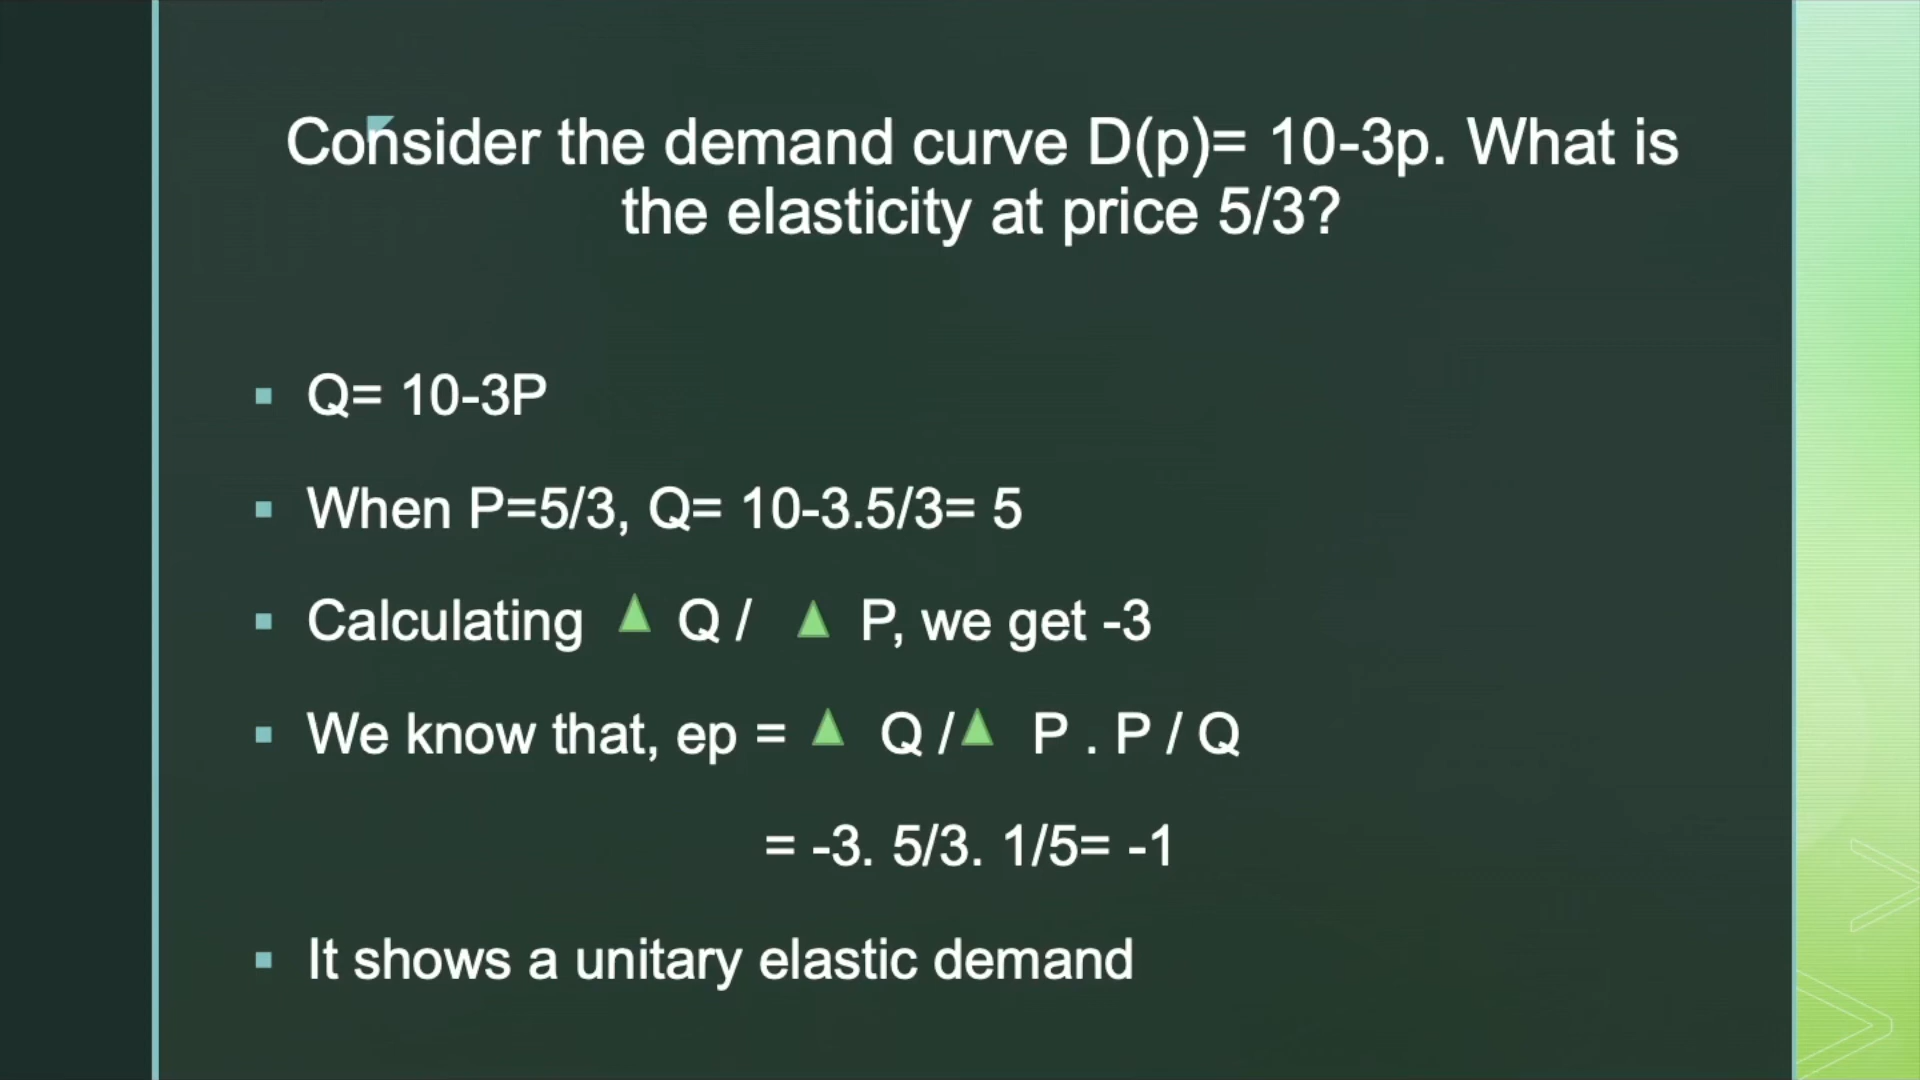 Consider the demand curve D(p)= 10-3p. What is
the elasticity at price 5/3?
Q= 10-3P
When P=5/3, Q= 10-3.5/3= 5
Calculating ▲ Q / ▲ P, we get -3
We know that, ep = ▲ Q /▲ P . P / Q
= -3. 5/3. 1/5= -1
It shows a unitary elastic demand